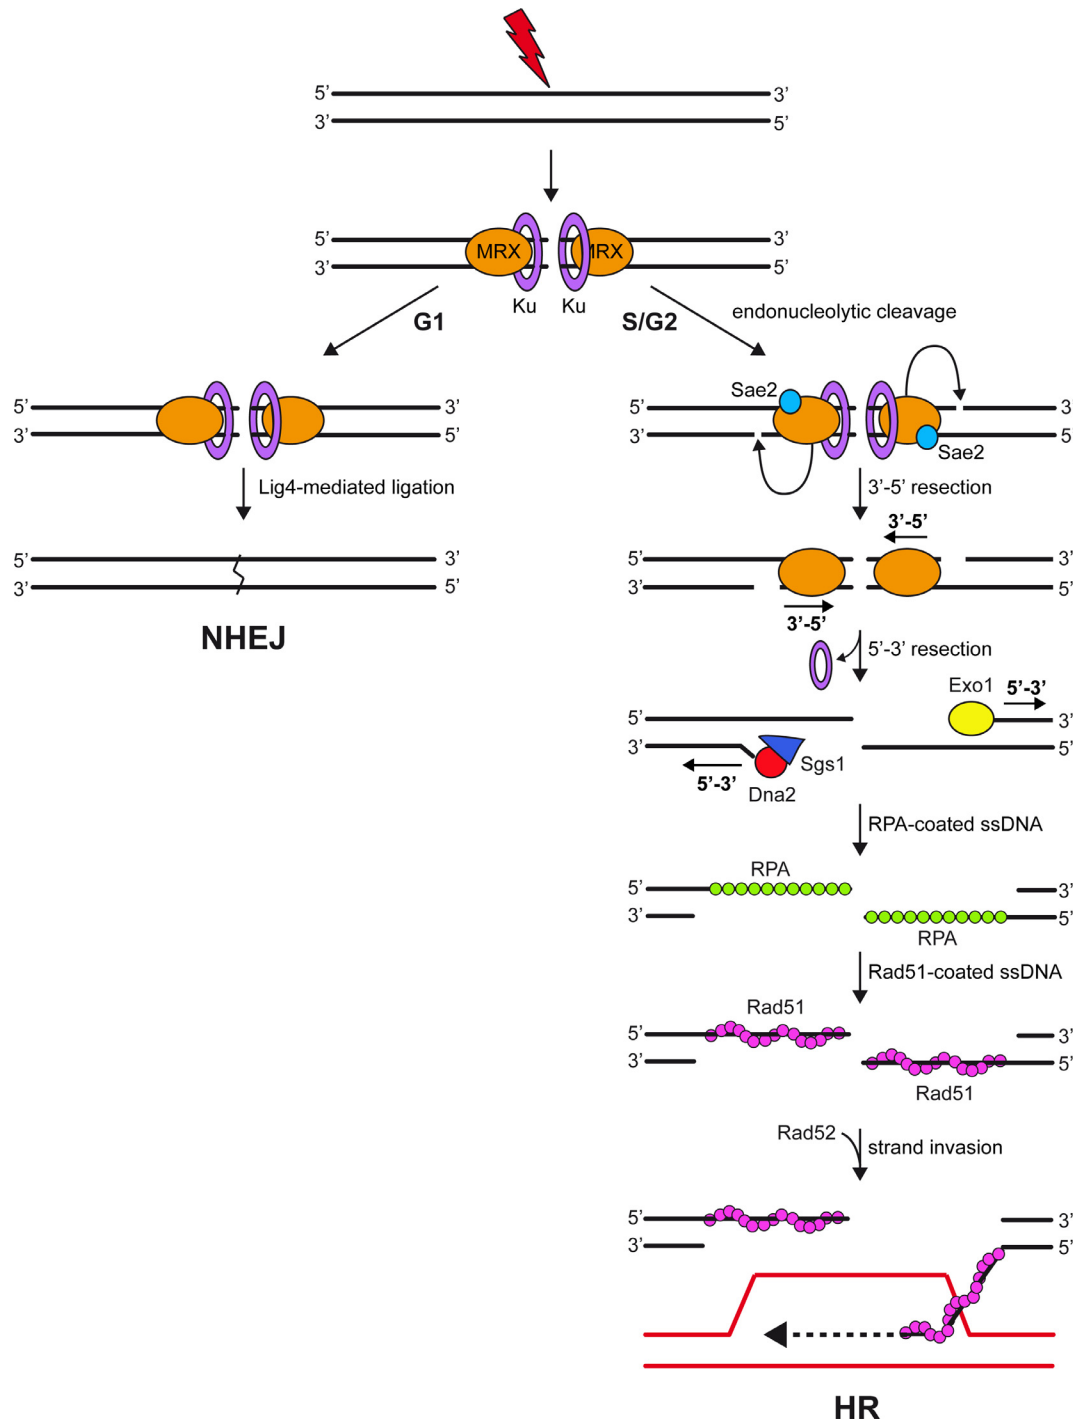 5’ 3’
3’ 5’
5’ MRX MRX 3’
3’ 5’
Ku Ku
G1 S/G2 endonucleolytic cleavage
5’ 3’
3’ 5’
Lig4-mediated ligation
5’ 3’
3’ 5’
NHEJ
Sae2
5’ 3
3’ 5’
Sae2
3’-5’ resection
3’-5’
5’ 3’
3’ 5’
3’-5’
5’-3’ resection
Exo1 5’-3’
5’ 3’
3’ 5’
Sgs1
5’-3’
Dna2
RPA-coated ssDNA
RPA
5’ 3’
3’ 5’
RPA
Rad51-coated ssDNA
Rad51
5’ 3’
3’ 5’
Rad51
Rad52
strand invasion
5’ 3’
3’ 5’
HR